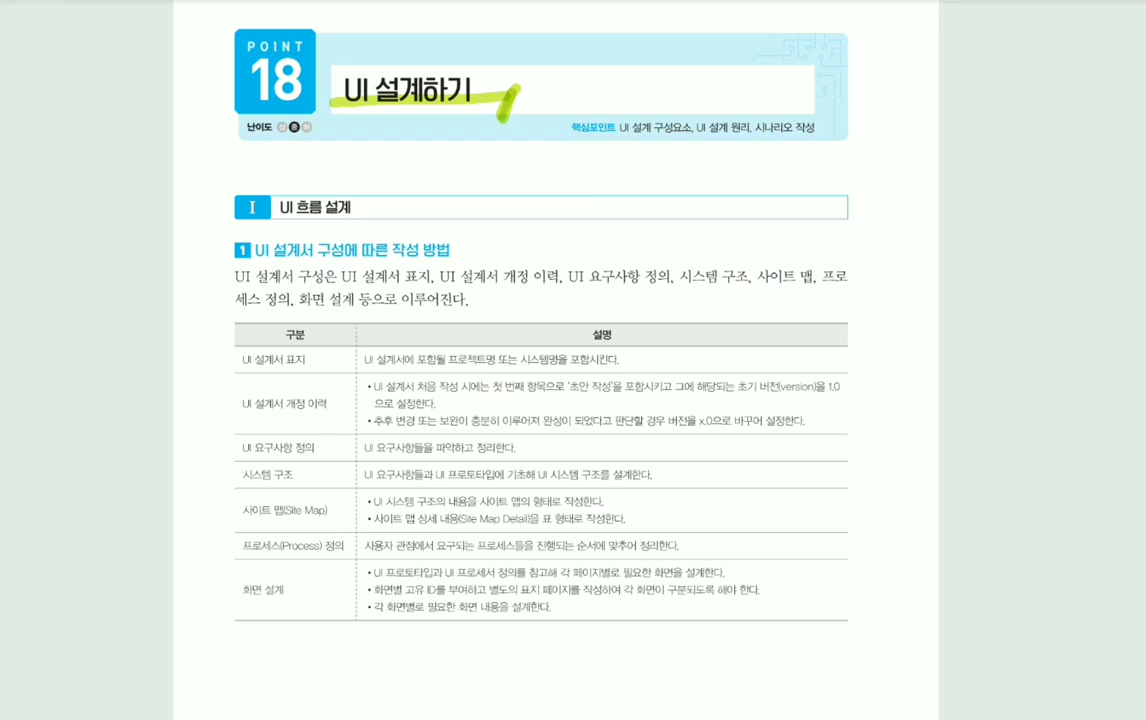 POINT
18
UI 설계하기
난이도 상 중 하
핵심포인트 UI 설계 구성요소, UI 설계 원리, 시나리오 작성
I UI 흐름 설계
1 UI 설계서 구성에 따른 작성 방법
UI 설계서 구성은 UI 설계서 표지, UI 설계서 개정 이력, UI 요구사항 정의, 시스템 구조, 사이트 맵, 프로
세스 정의, 화면 설계 등으로 이루어진다.
구분 설명
UI 설계서 표지 UI 설계서에 포함될 프로젝트명 또는 시스템명을 포함시킨다.
UI 설계서 개정 이력
• UI 설계서 처음 작성 시에는 첫 번째 항목으로 '초안 작성'을 포함시키고 그에 해당되는 초기 버전(version)을 1.0
으로 설정한다.
• 추후 변경 또는 보완이 충분히 이루어져 완성이 되었다고 판단할 경우 버전을 x.0으로 바꾸어 설정한다.
UI 요구사항 정의 UI 요구사항들을 파악하고 정리한다.
시스템 구조 UI 요구사항들과 UI 프로토타입에 기초해 UI 시스템 구조를 설계한다.
사이트 맵(Site Map)
• UI 시스템 구조의 내용을 사이트 맵의 형태로 작성한다.
• 사이트 맵 상세 내용(Site Map Detail)을 표 형태로 작성한다.
프로세스(Process) 정의 사용자 관점에서 요구되는 프로세스들을 진행되는 순서에 맞추어 정리한다.
화면 설계
• UI 프로토타입과 UI 프로세서 정의를 참고해 각 페이지별로 필요한 화면을 설계한다.
• 화면별 고유 ID를 부여하고 별도의 표지 페이지를 작성하여 각 화면이 구분되도록 해야 한다.
• 각 화면별로 필요한 화면 내용을 설계한다.